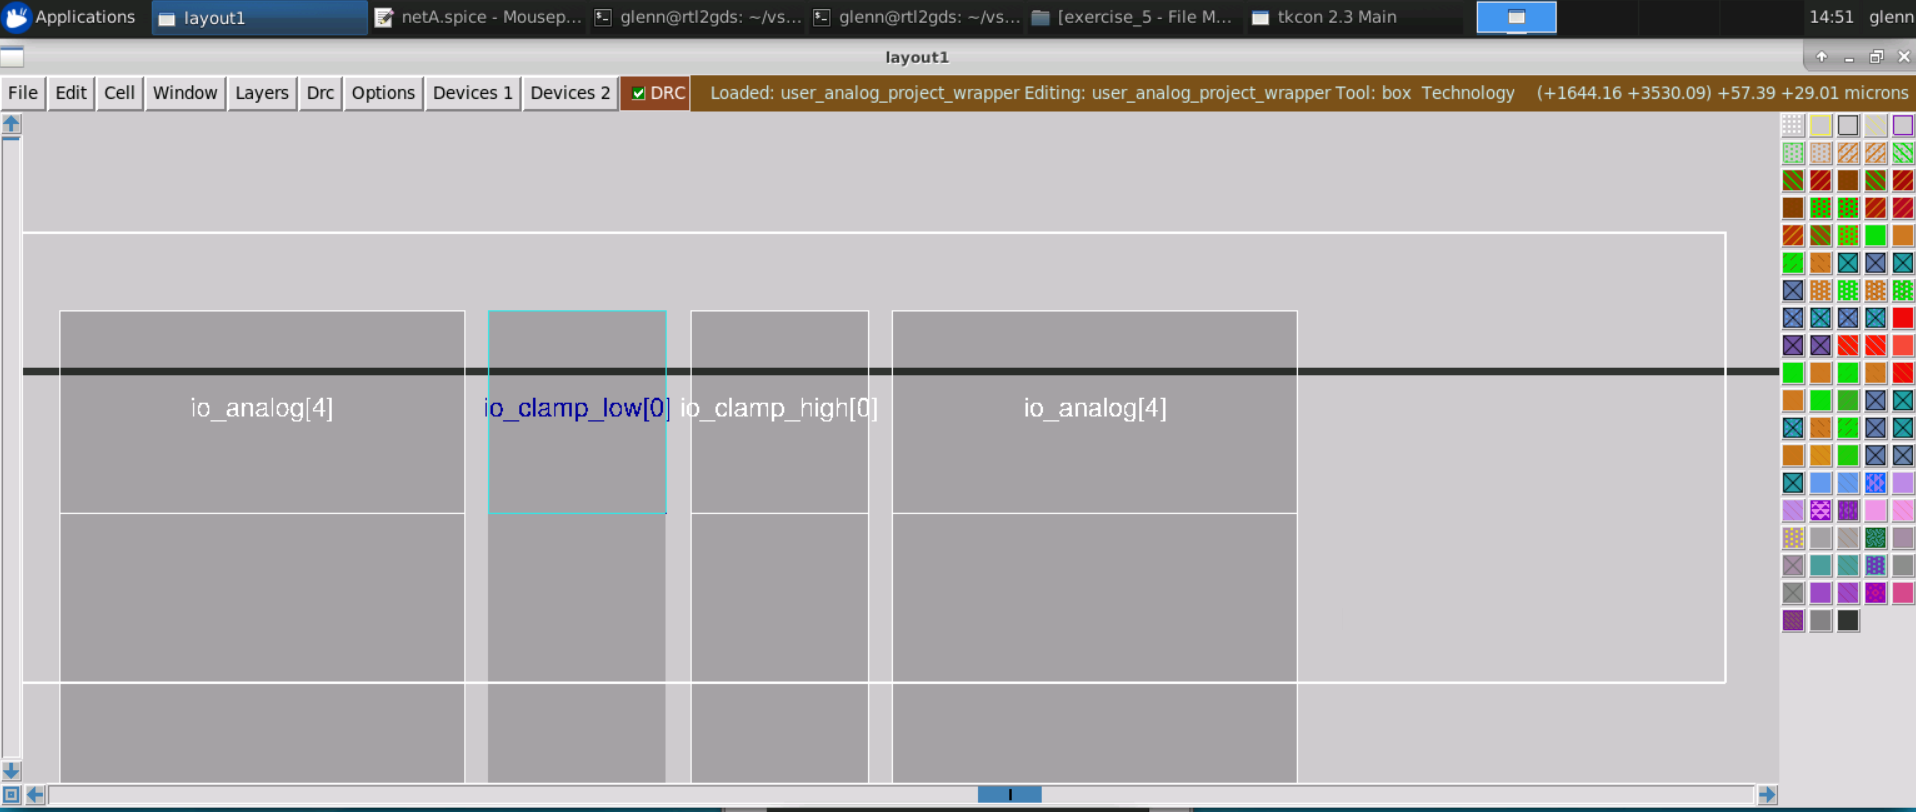 Applications layout1 netA.spice - Mousep... glenn@rtl2gds: ~/vs... glenn@rtl2gds: ~/vs... [exercise_5 - File M... tkcon 2.3 Main 14:51 glenn
layout1
File Edit Cell Window Layers Drc Options Devices 1 Devices 2 DRC Loaded: user_analog_project_wrapper Editing: user_analog_project_wrapper Tool: box Technology (+1644.16 +3530.09) +57.39 +29.01 microns
io_analog[4] io_clamp_low[0] io_clamp_high[0] io_analog[4]